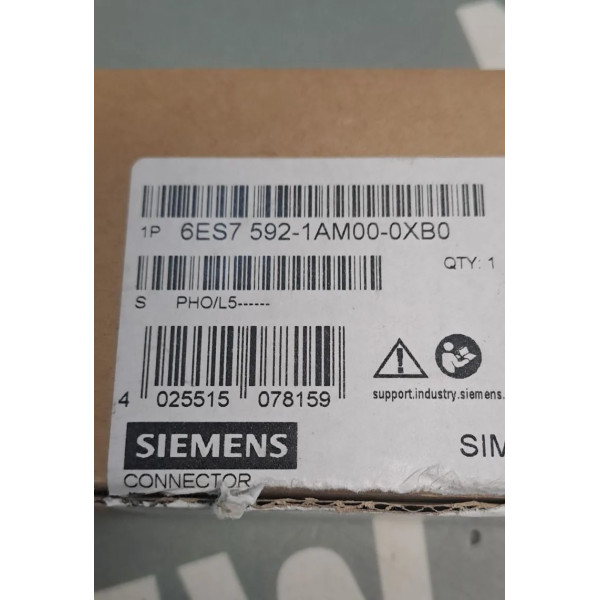 1P 6ES7 592-1AM00-0XB0
QTY: 1
S PHO/L5------
4 025515 078159
support.industry.siemens.
SIEMENS
SIM
CONNECTOR